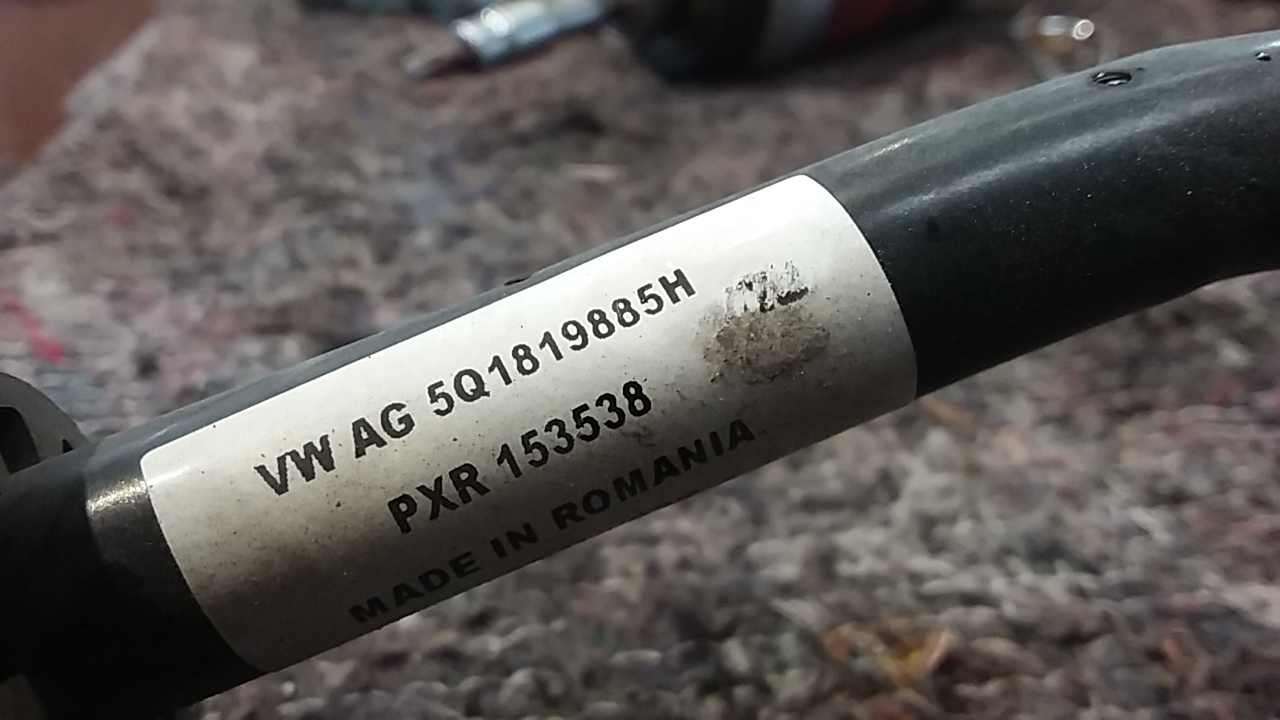 VW AG 5Q1819885H
PXR 153538
MADE IN ROMANIA